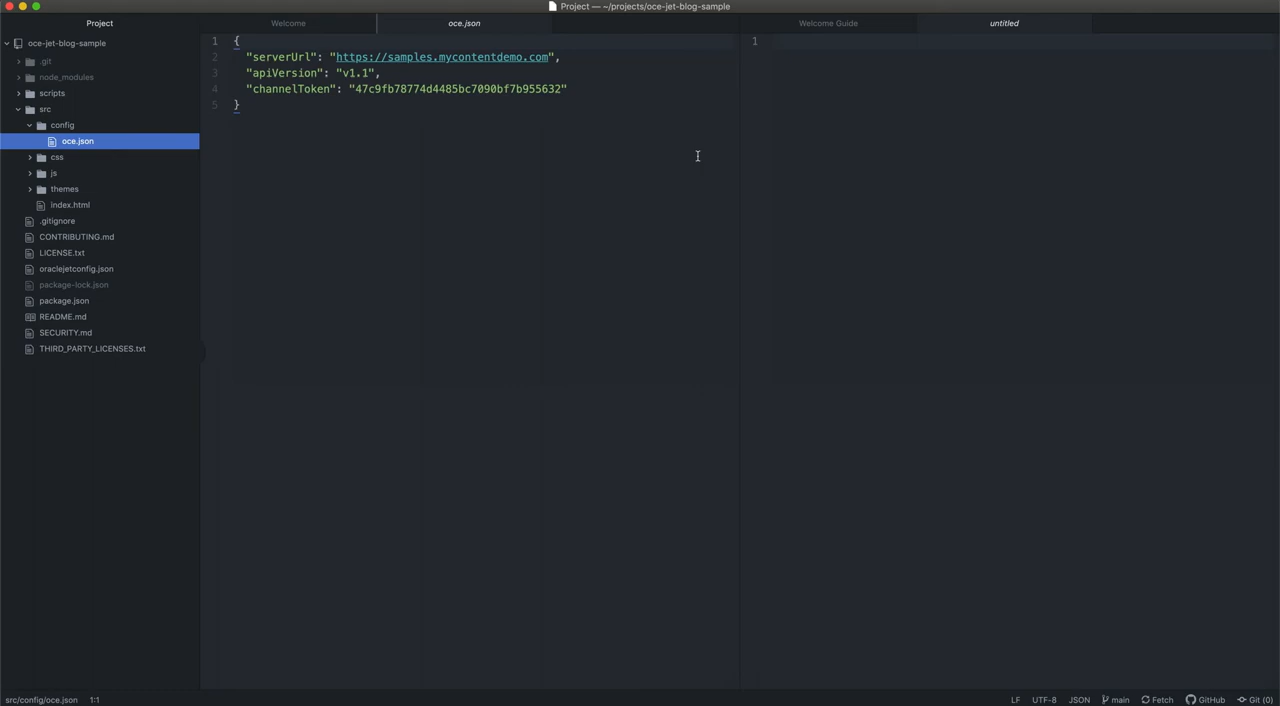 Project — ~/projects/oce-jet-blog-sample
Project
Welcome
oce.json
Welcome Guide
untitled
oce-jet-blog-sample
.git
node_modules
scripts
src
config
oce.json
css
js
themes
index.html
.gitignore
CONTRIBUTING.md
LICENSE.txt
oraclejetconfig.json
package-lock.json
package.json
README.md
SECURITY.md
THIRD_PARTY_LICENSES.txt
1 {
2 "serverUrl": "https://samples.mycontentdemo.com",
3 "apiVersion": "v1.1",
4 "channelToken": "47c9fb78774d4485bc7090bf7b955632"
5 }
1
src/config/oce.json 1:1
LF UTF-8 JSON main Fetch GitHub Git (0)